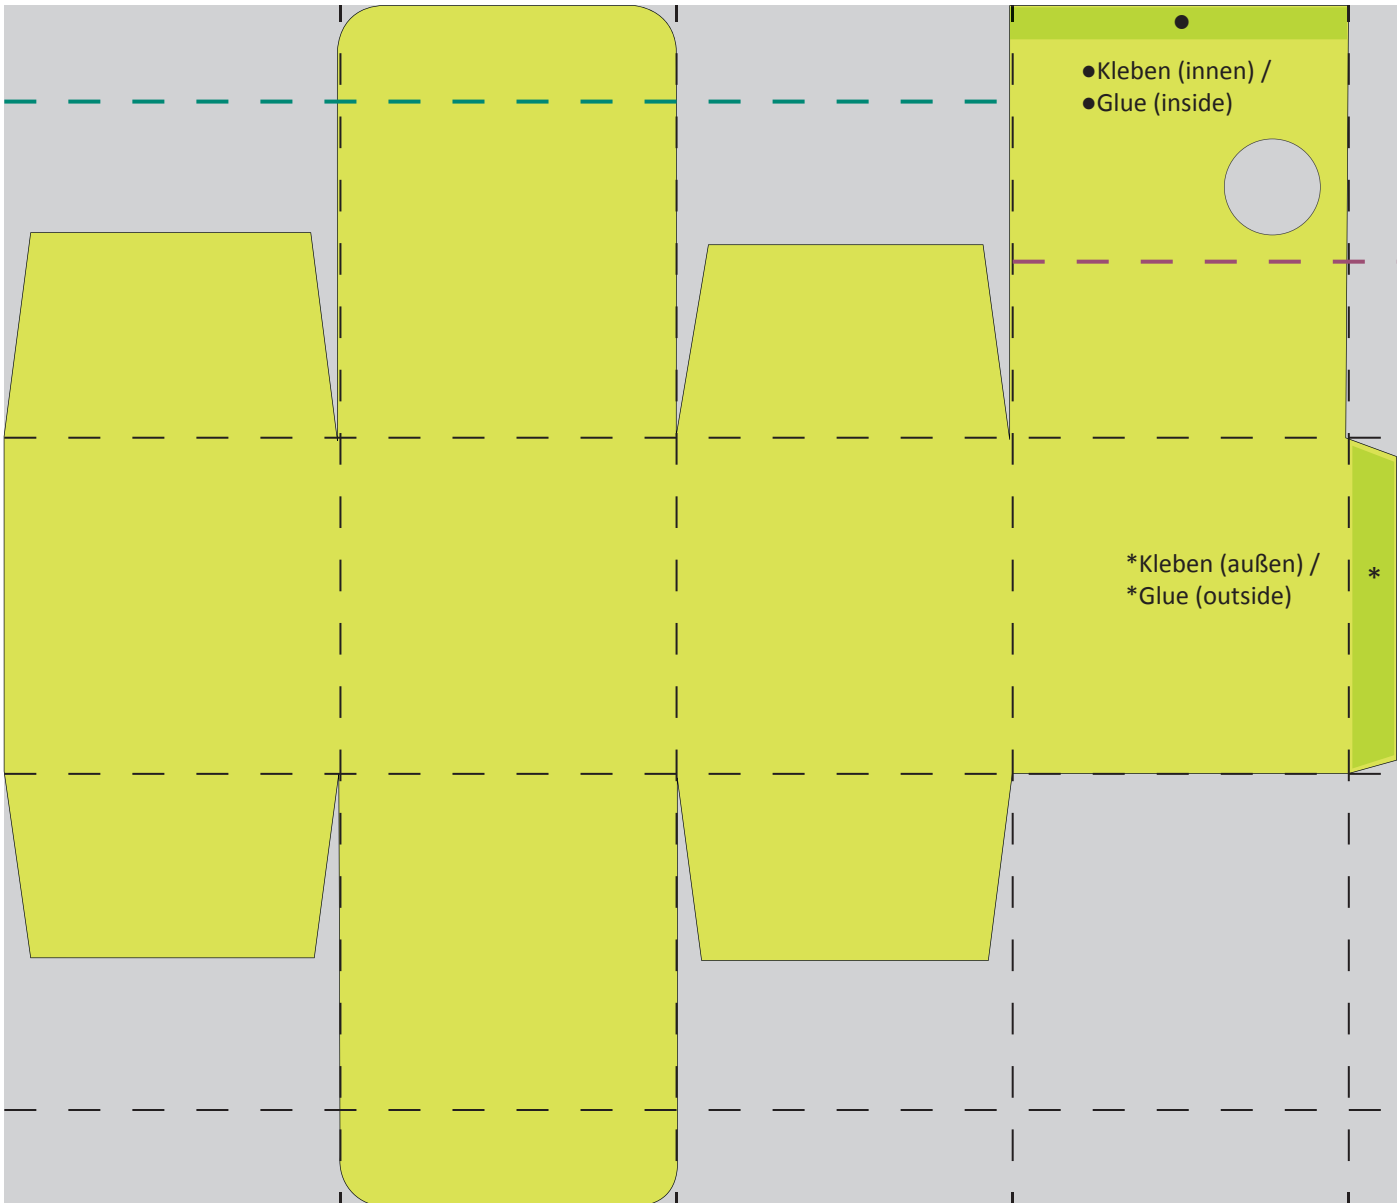 ●
●Kleben (innen) /
●Glue (inside)
*Kleben (außen) /
*Glue (outside)
*